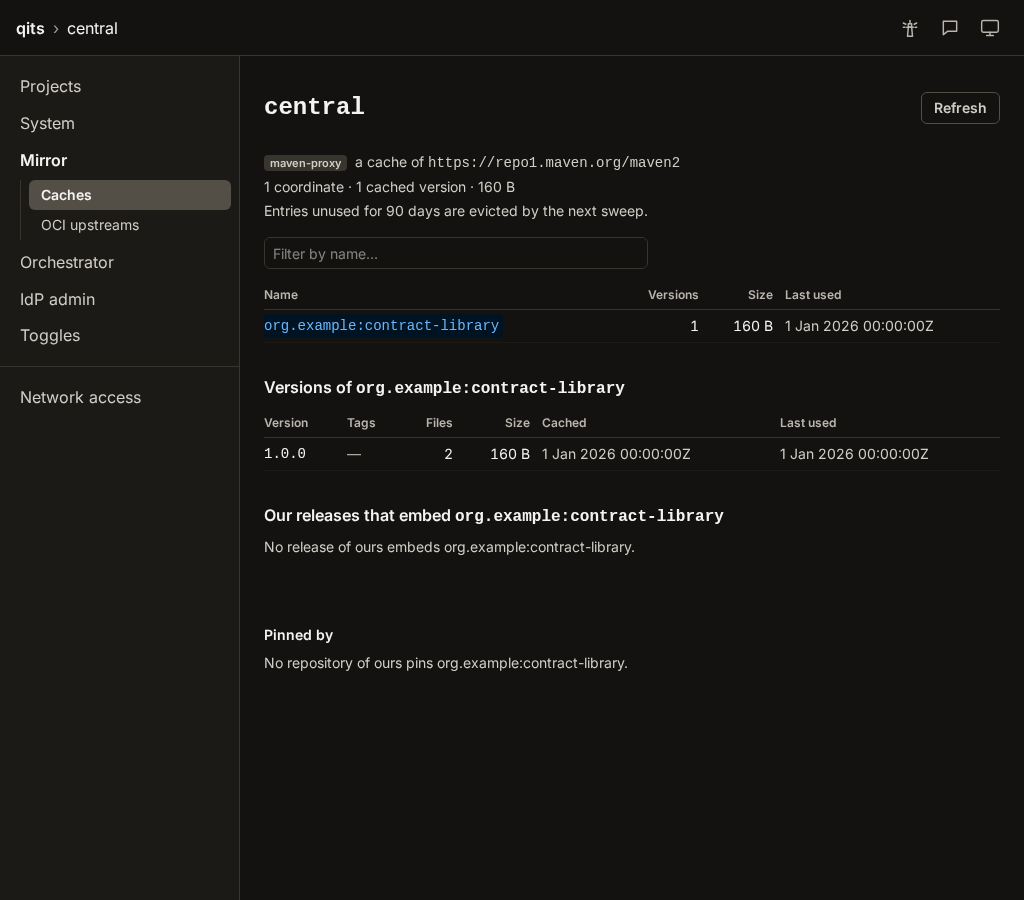 qits › central
Projects
System
Mirror
Caches
OCI upstreams
Orchestrator
IdP admin
Toggles
Network access
central
Refresh
maven-proxy a cache of https://repo1.maven.org/maven2
1 coordinate · 1 cached version · 160 B
Entries unused for 90 days are evicted by the next sweep.
Filter by name...
Name Versions Size Last used
org.example:contract-library 1 160 B 1 Jan 2026 00:00:00Z
Versions of org.example:contract-library
Version Tags Files Size Cached Last used
1.0.0 — 2 160 B 1 Jan 2026 00:00:00Z 1 Jan 2026 00:00:00Z
Our releases that embed org.example:contract-library
No release of ours embeds org.example:contract-library.
Pinned by
No repository of ours pins org.example:contract-library.